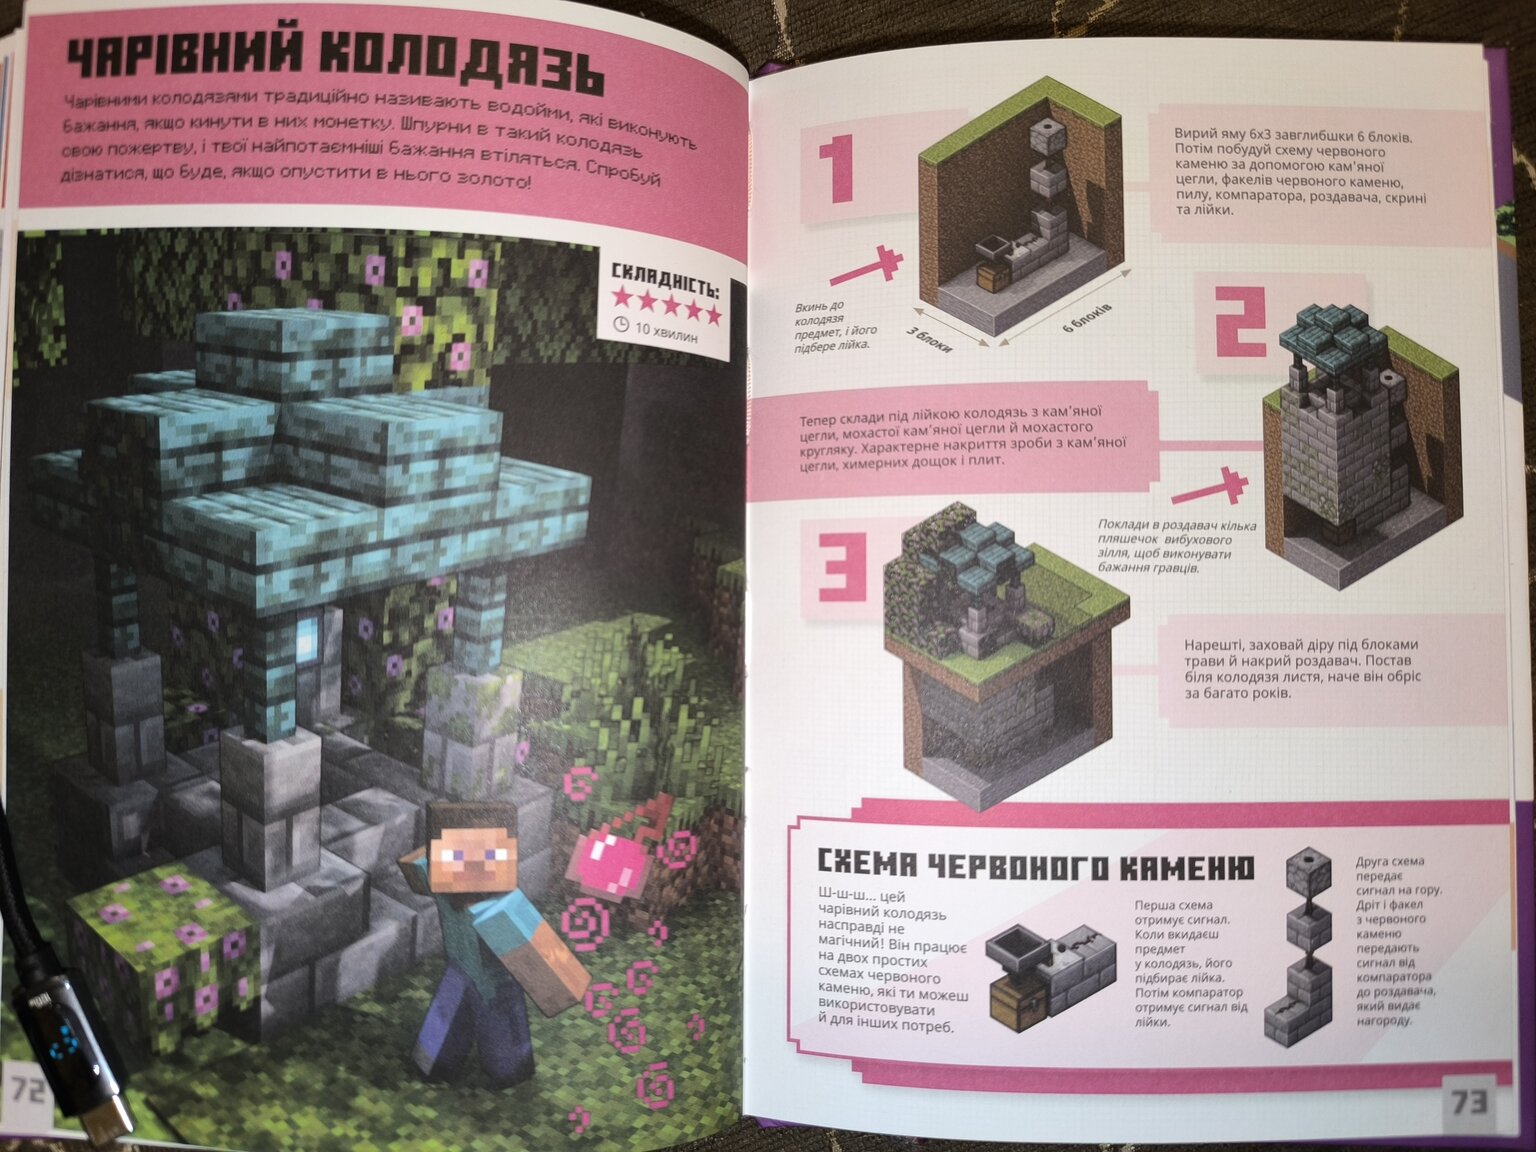 ЧАРІВНИЙ КОЛОДЯЗЬ
Чарівними колодязями традиційно називають водойми, які виконують
бажання, якщо кинути в них монетку. Шпурни в такий колодязь
свою пожертву, і твої найпотаємніші бажання втіляться. Спробуй
дізнатися, що буде, якщо опустити в нього золото!
СКЛАДНІСТЬ:
10 хвилин
72
1
Вирий яму 6х3 завглибшки 6 блоків.
Потім побудуй схему червоного
каменю за допомогою кам’яної
цегли, факелів червоного каменю,
пилу, компаратора, роздавача, скрині
та лійки.
Вкинь до
колодязя
предмет, і його
підбере лійка.
3 блоки
6 блоків
2
Тепер склади під лійкою колодязь з кам’яної
цегли, мохастої кам’яної цегли й мохастого
кругляку. Характерне накриття зроби з кам’яної
цегли, химерних дощок і плит.
Поклади в роздавач кілька
пляшечок вибухового
зілля, щоб виконувати
бажання гравців.
3
Нарешті, заховай діру під блоками
трави й накрий роздавач. Постав
біля колодязя листя, наче він обріс
за багато років.
СХЕМА ЧЕРВОНОГО КАМЕНЮ
Ш-ш-ш... цей
чарівний колодязь
насправді не
магічний! Він працює
на двох простих
схемах червоного
каменю, які ти можеш
використовувати
й для інших потреб.
Перша схема
отримує сигнал.
Коли вкидаєш
предмет
у колодязь, його
підбирає лійка.
Потім компаратор
отримує сигнал від
лійки.
Друга схема
передає
сигнал на гору.
Дріт і факел
з червоного
каменю
передають
сигнал від
компаратора
до роздавача,
який видає
нагороду.
73